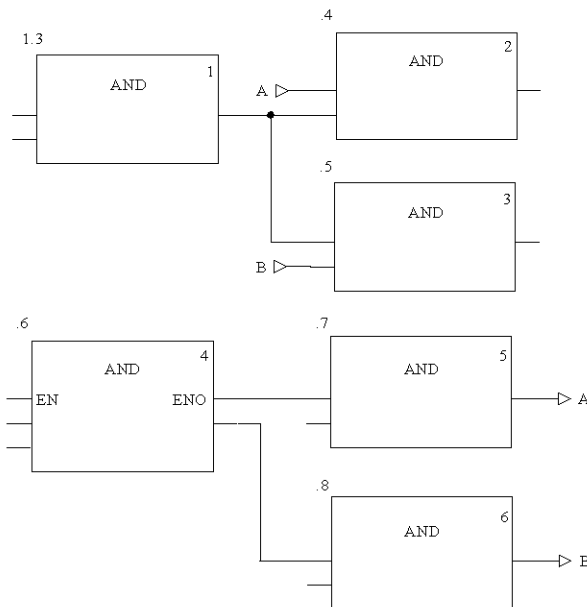 .4
1.3
AND 2
AND 1
A
.5
AND 3
B
.6
.7
AND 4
AND 5
EN ENO
A
.8
AND 6
B